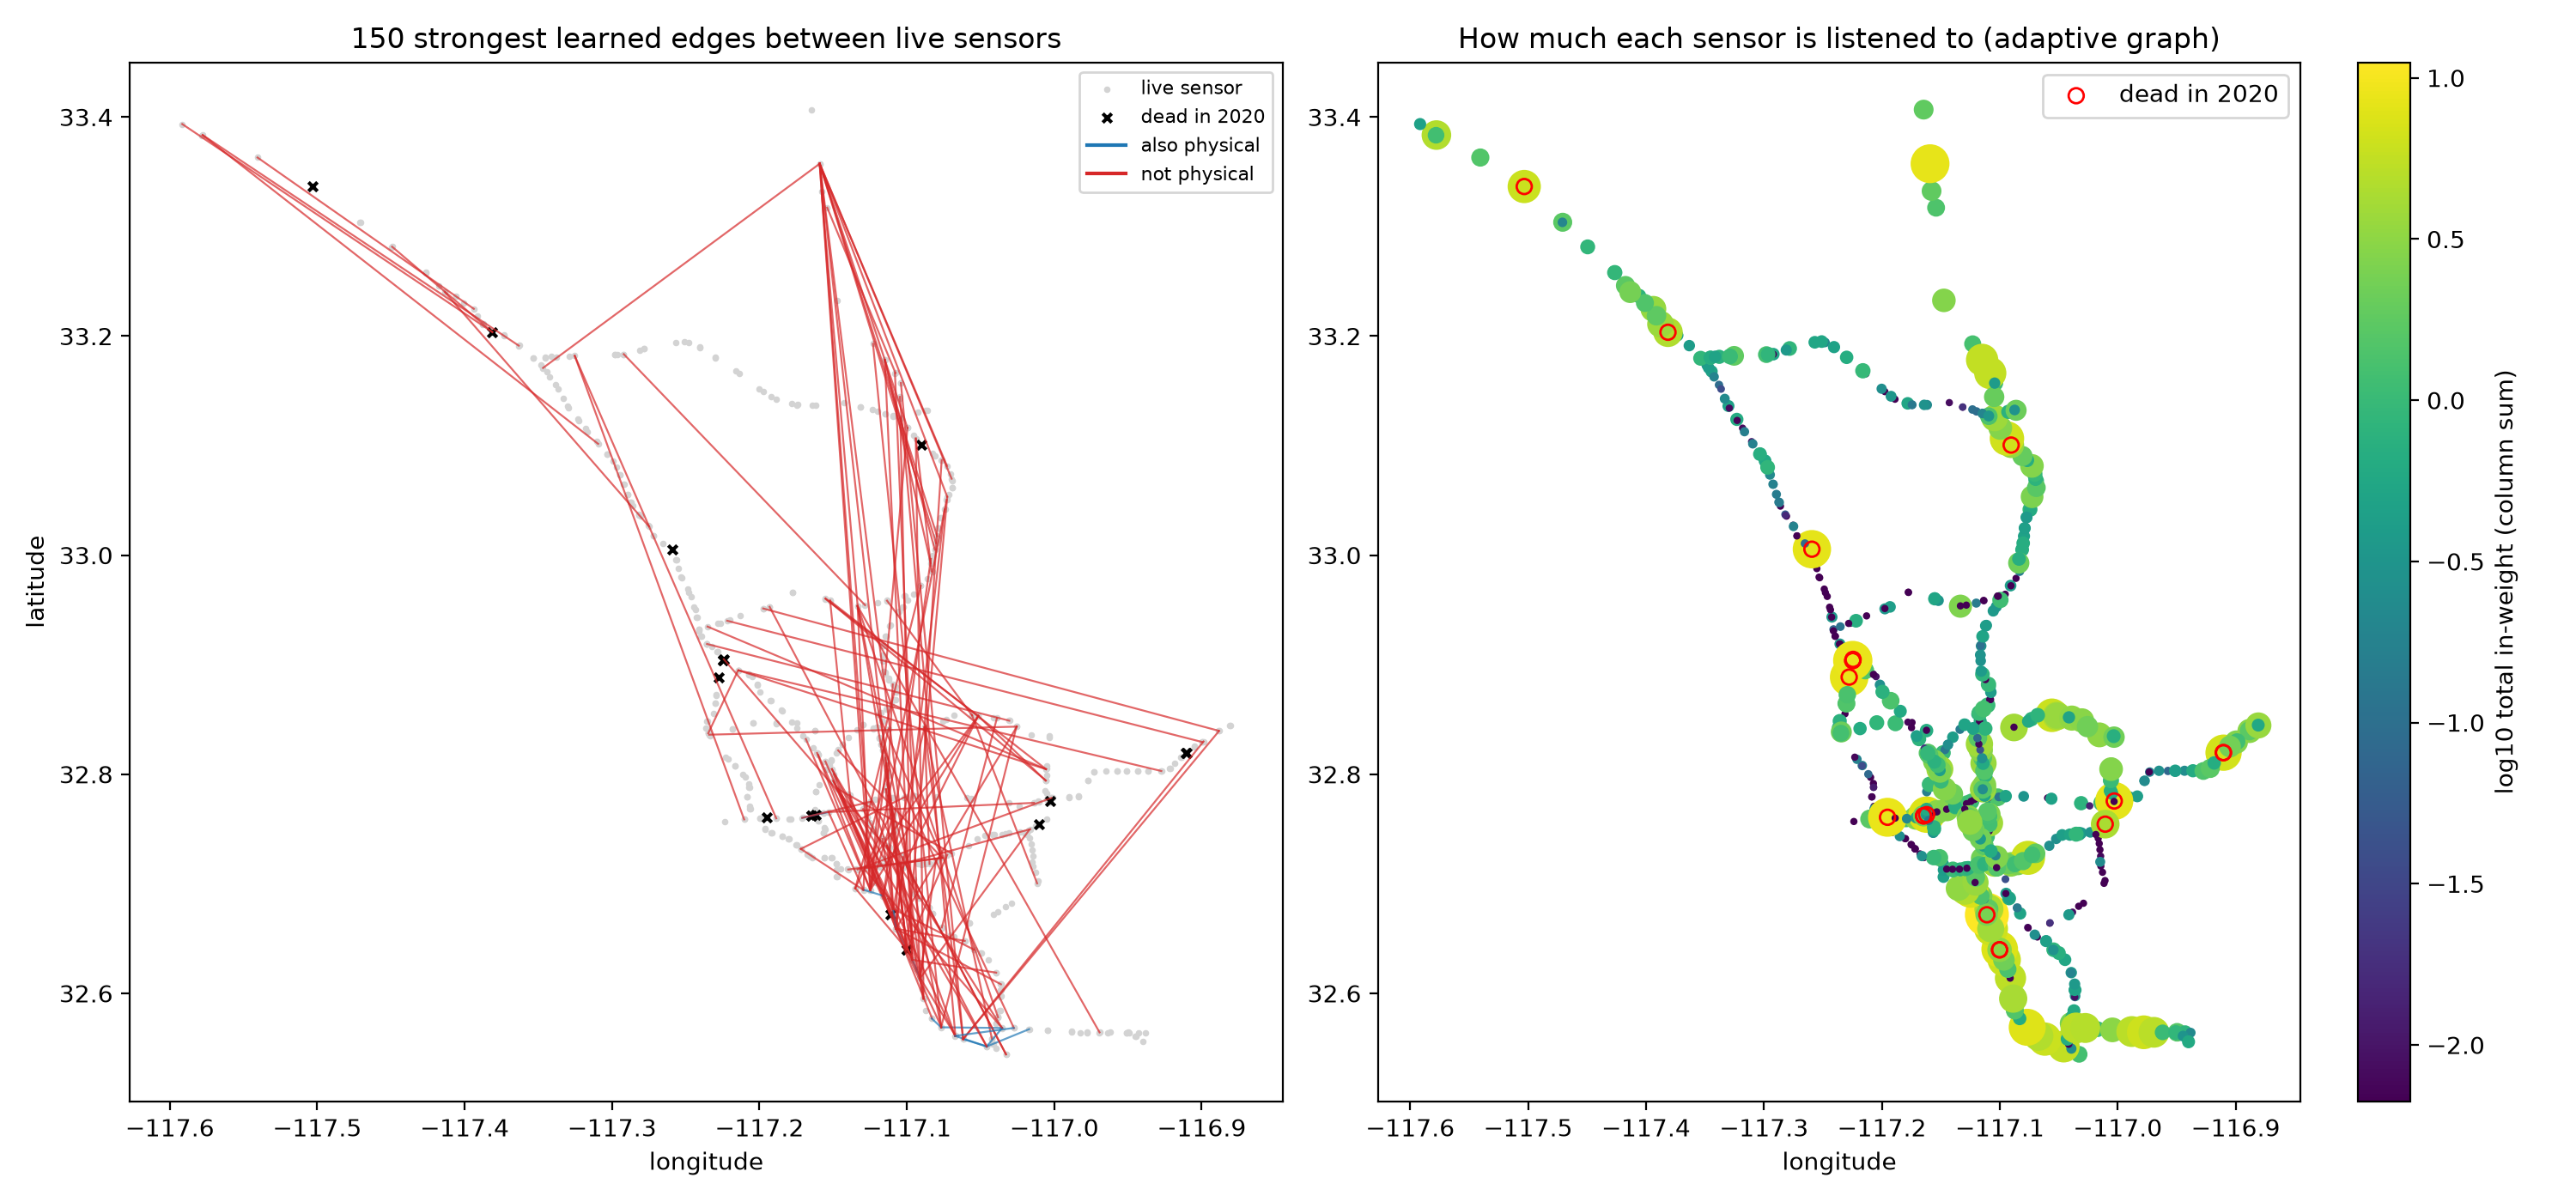 150 strongest learned edges between live sensors
live sensor
dead in 2020
also physical
not physical
33.4
33.2
33.0
32.8
32.6
latitude
−117.6 −117.5 −117.4 −117.3 −117.2 −117.1 −117.0 −116.9
longitude
How much each sensor is listened to (adaptive graph)
dead in 2020
33.4
33.2
33.0
32.8
32.6
−117.6 −117.5 −117.4 −117.3 −117.2 −117.1 −117.0 −116.9
longitude
1.0
0.5
0.0
−0.5
−1.0
−1.5
−2.0
log10 total in-weight (column sum)